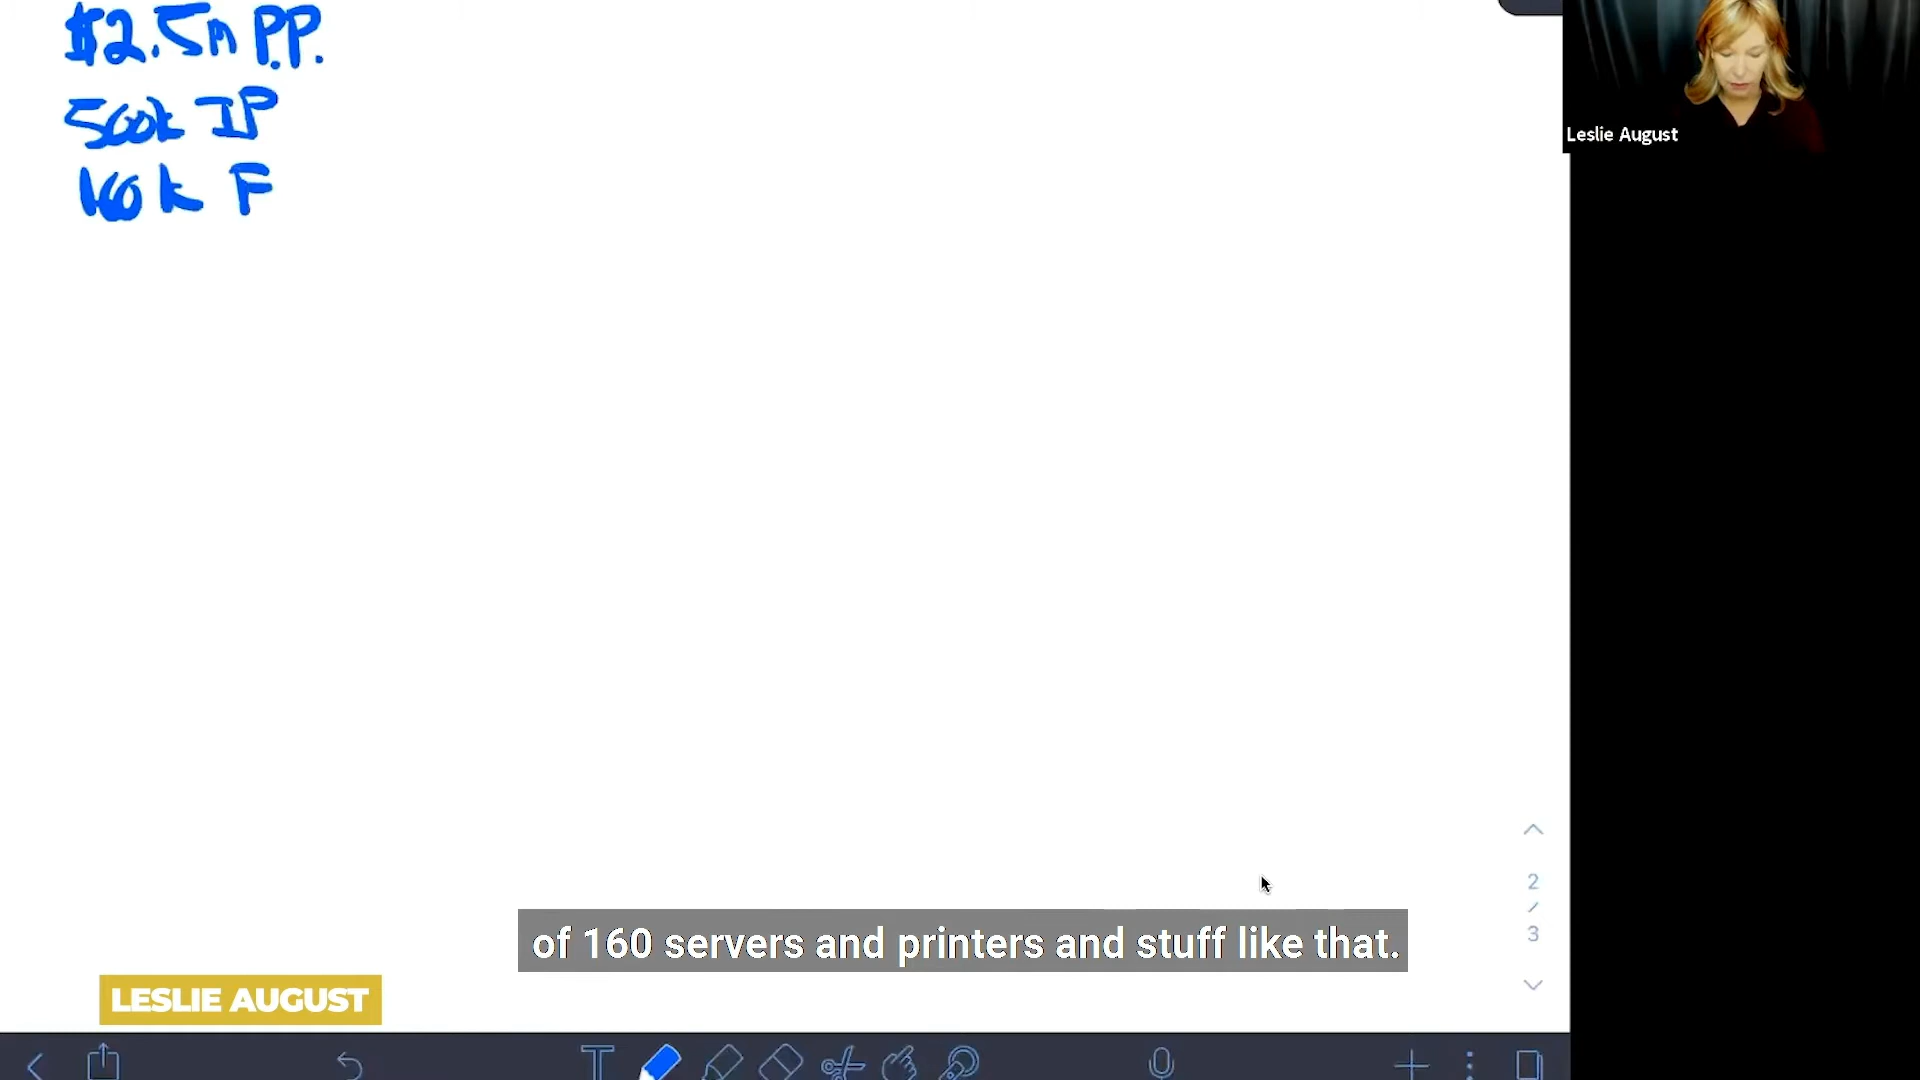 $2.5m P.P.
500k IP
160k F
Leslie August
2
/
3
of 160 servers and printers and stuff like that.
LESLIE AUGUST
T